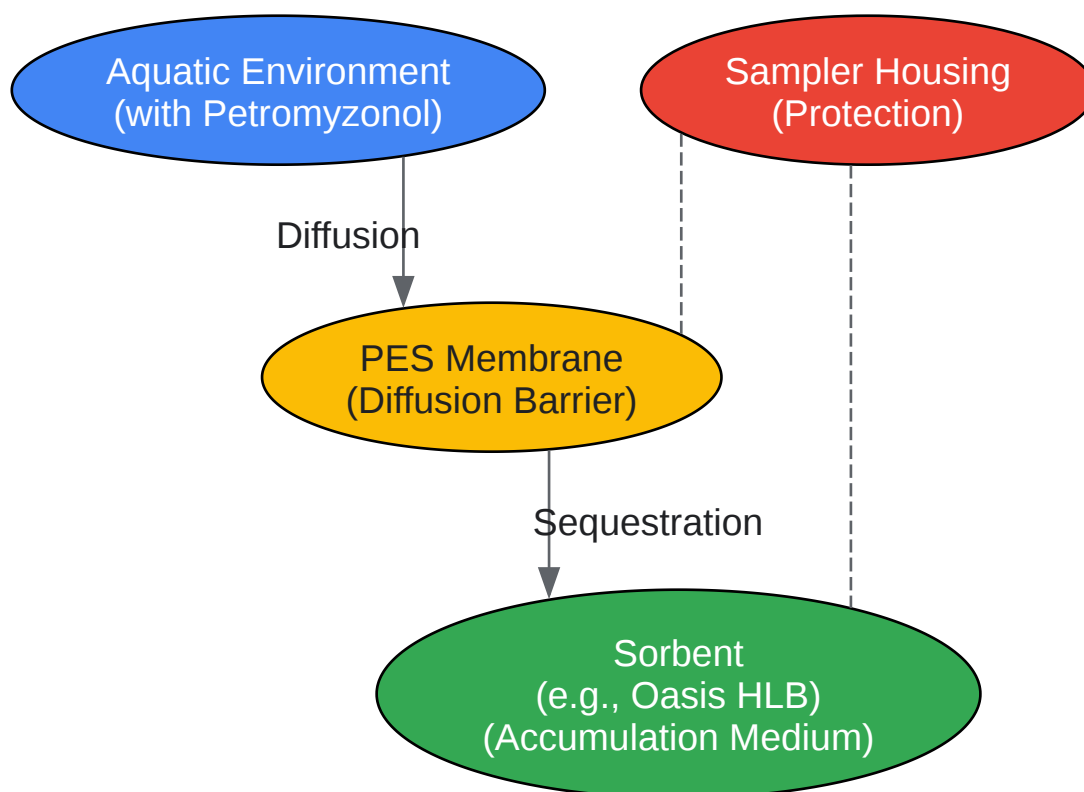 Aquatic Environment
(with Petromyzonol)
Sampler Housing
(Protection)
Diffusion
PES Membrane
(Diffusion Barrier)
Sequestration
Sorbent
(e.g., Oasis HLB)
(Accumulation Medium)